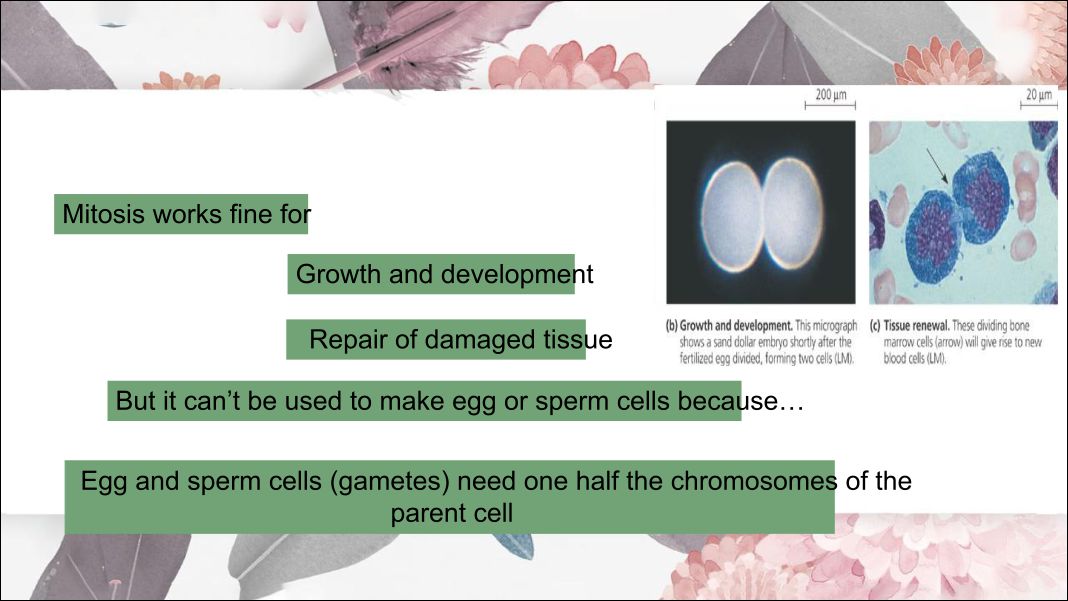 200 µm
20 µm
Mitosis works fine for
Growth and development
Repair of damaged tissue
(b) Growth and development. This micrograph
shows a sand dollar embryo shortly after the
fertilized egg divided, forming two cells (LM).
(c) Tissue renewal. These dividing bone
marrow cells (arrow) will give rise to new
blood cells (LM).
But it can’t be used to make egg or sperm cells because…
Egg and sperm cells (gametes) need one half the chromosomes of the
parent cell